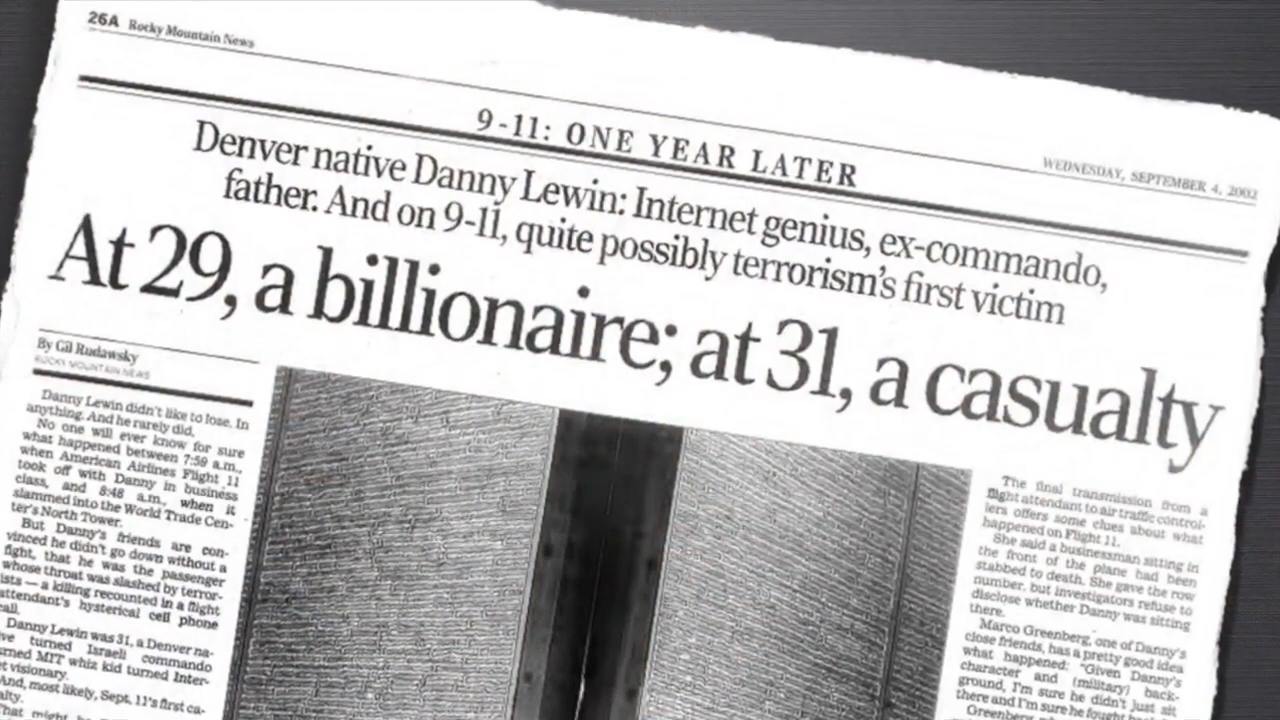 26A Rocky Mountain News
WEDNESDAY, SEPTEMBER 4, 2002
9-11: ONE YEAR LATER
Denver native Danny Lewin: Internet genius, ex-commando,
father. And on 9-11, quite possibly terrorism's first victim
At 29, a billionaire; at 31, a casualty
By Gil Rudawsky
ROCKY MOUNTAIN NEWS
Danny Lewin didn't like to lose. In
anything. And he rarely did.
No one will ever know for sure
what happened between 7:59 a.m.,
when American Airlines Flight 11
took off with Danny in business
class, and 8:48 a.m., when it
slammed into the World Trade Cen-
ter's North Tower.
But Danny's friends are con-
vinced he didn't go down without a
fight, that he was the passenger
whose throat was slashed by terror-
ists — a killing recounted in a flight
attendant's hysterical cell phone
call.
Danny Lewin was 31, a Denver na-
ve turned Israeli commando
urned MIT whiz kid turned Inter-
et visionary.
And, most likely, Sept. 11's first ca-
alty.
That might be
The final transmission from a
flight attendant to air traffic control-
lers offers some clues about what
happened on Flight 11.
She said a businessman sitting in
the front of the plane had been
stabbed to death. She gave the row
number, but investigators refuse to
disclose whether Danny was sitting
there.
Marco Greenberg, one of Danny's
close friends, has a pretty good idea
what happened: "Given Danny's
character and (military) back-
ground, I'm sure he didn't just sit
there and I'm sure he fought
Greenberg